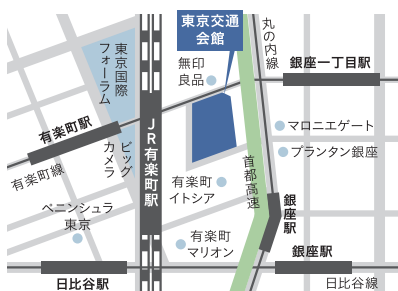 東京交通
会館
丸の内線
東京国際
フォーラム
無印
良品
銀座一丁目駅
有楽町駅
有楽町線
ビッグ
カメラ
JR有楽町駅
マロニエゲート
プランタン銀座
首都高速
有楽町
イトシア
ペニンシュラ
東京
銀座駅
有楽町
マリオン
銀座駅
日比谷駅
日比谷線